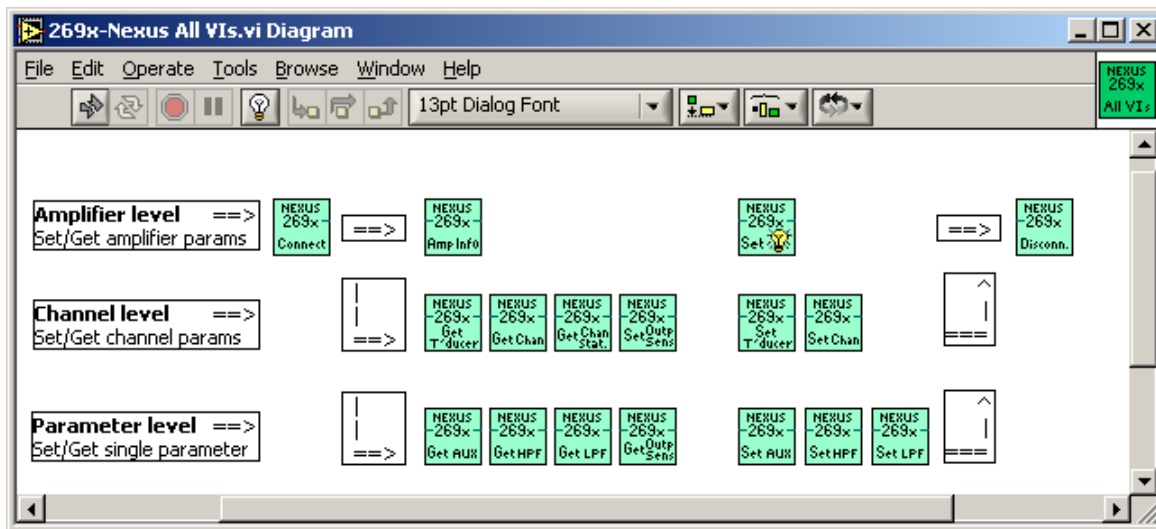 269x-Nexus All VIs.vi Diagram
File Edit Operate Tools Browse Window Help
13pt Dialog Font
NEXUS
269x
All VIs
Amplifier level ==>
Set/Get amplifier params
NEXUS
269x
Connect
==>
NEXUS
269x
Amp Info
NEXUS
269x
Set
==>
NEXUS
269x
Disconn.
Channel level ==>
Set/Get channel params
|
|
==>
NEXUS
269x
Get
T'ducer
NEXUS
269x
Get Chan
NEXUS
269x
Get Chan
Stat.
NEXUS
269x
Set Outp
Sens
NEXUS
269x
Set
T'ducer
NEXUS
269x
Set Chan
^
|
===
Parameter level ==>
Set/Get single parameter
|
|
==>
NEXUS
269x
Get AUX
NEXUS
269x
Get HPF
NEXUS
269x
Get LPF
NEXUS
269x
Get Outp
Sens
NEXUS
269x
Set AUX
NEXUS
269x
Set HPF
NEXUS
269x
Set LPF
^
|
===